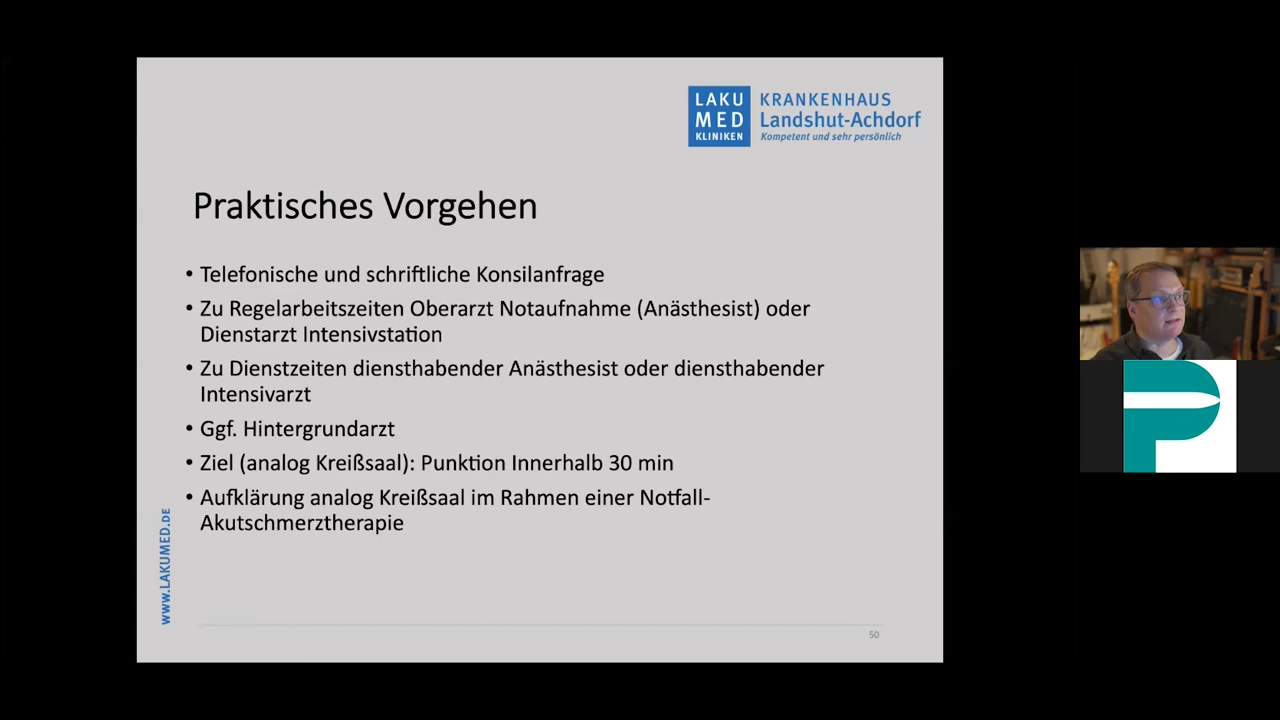 LAKU
MED
KLINIKEN
KRANKENHAUS
Landshut-Achdorf
Kompetent und sehr persönlich
Praktisches Vorgehen
• Telefonische und schriftliche Konsilanfrage
• Zu Regelarbeitszeiten Oberarzt Notaufnahme (Anästhesist) oder
Dienstarzt Intensivstation
• Zu Dienstzeiten diensthabender Anästhesist oder diensthabender
Intensivarzt
• Ggf. Hintergrundarzt
• Ziel (analog Kreißsaal): Punktion Innerhalb 30 min
• Aufklärung analog Kreißsaal im Rahmen einer Notfall-
Akutschmerztherapie
www.LAKUMED.DE
50
P